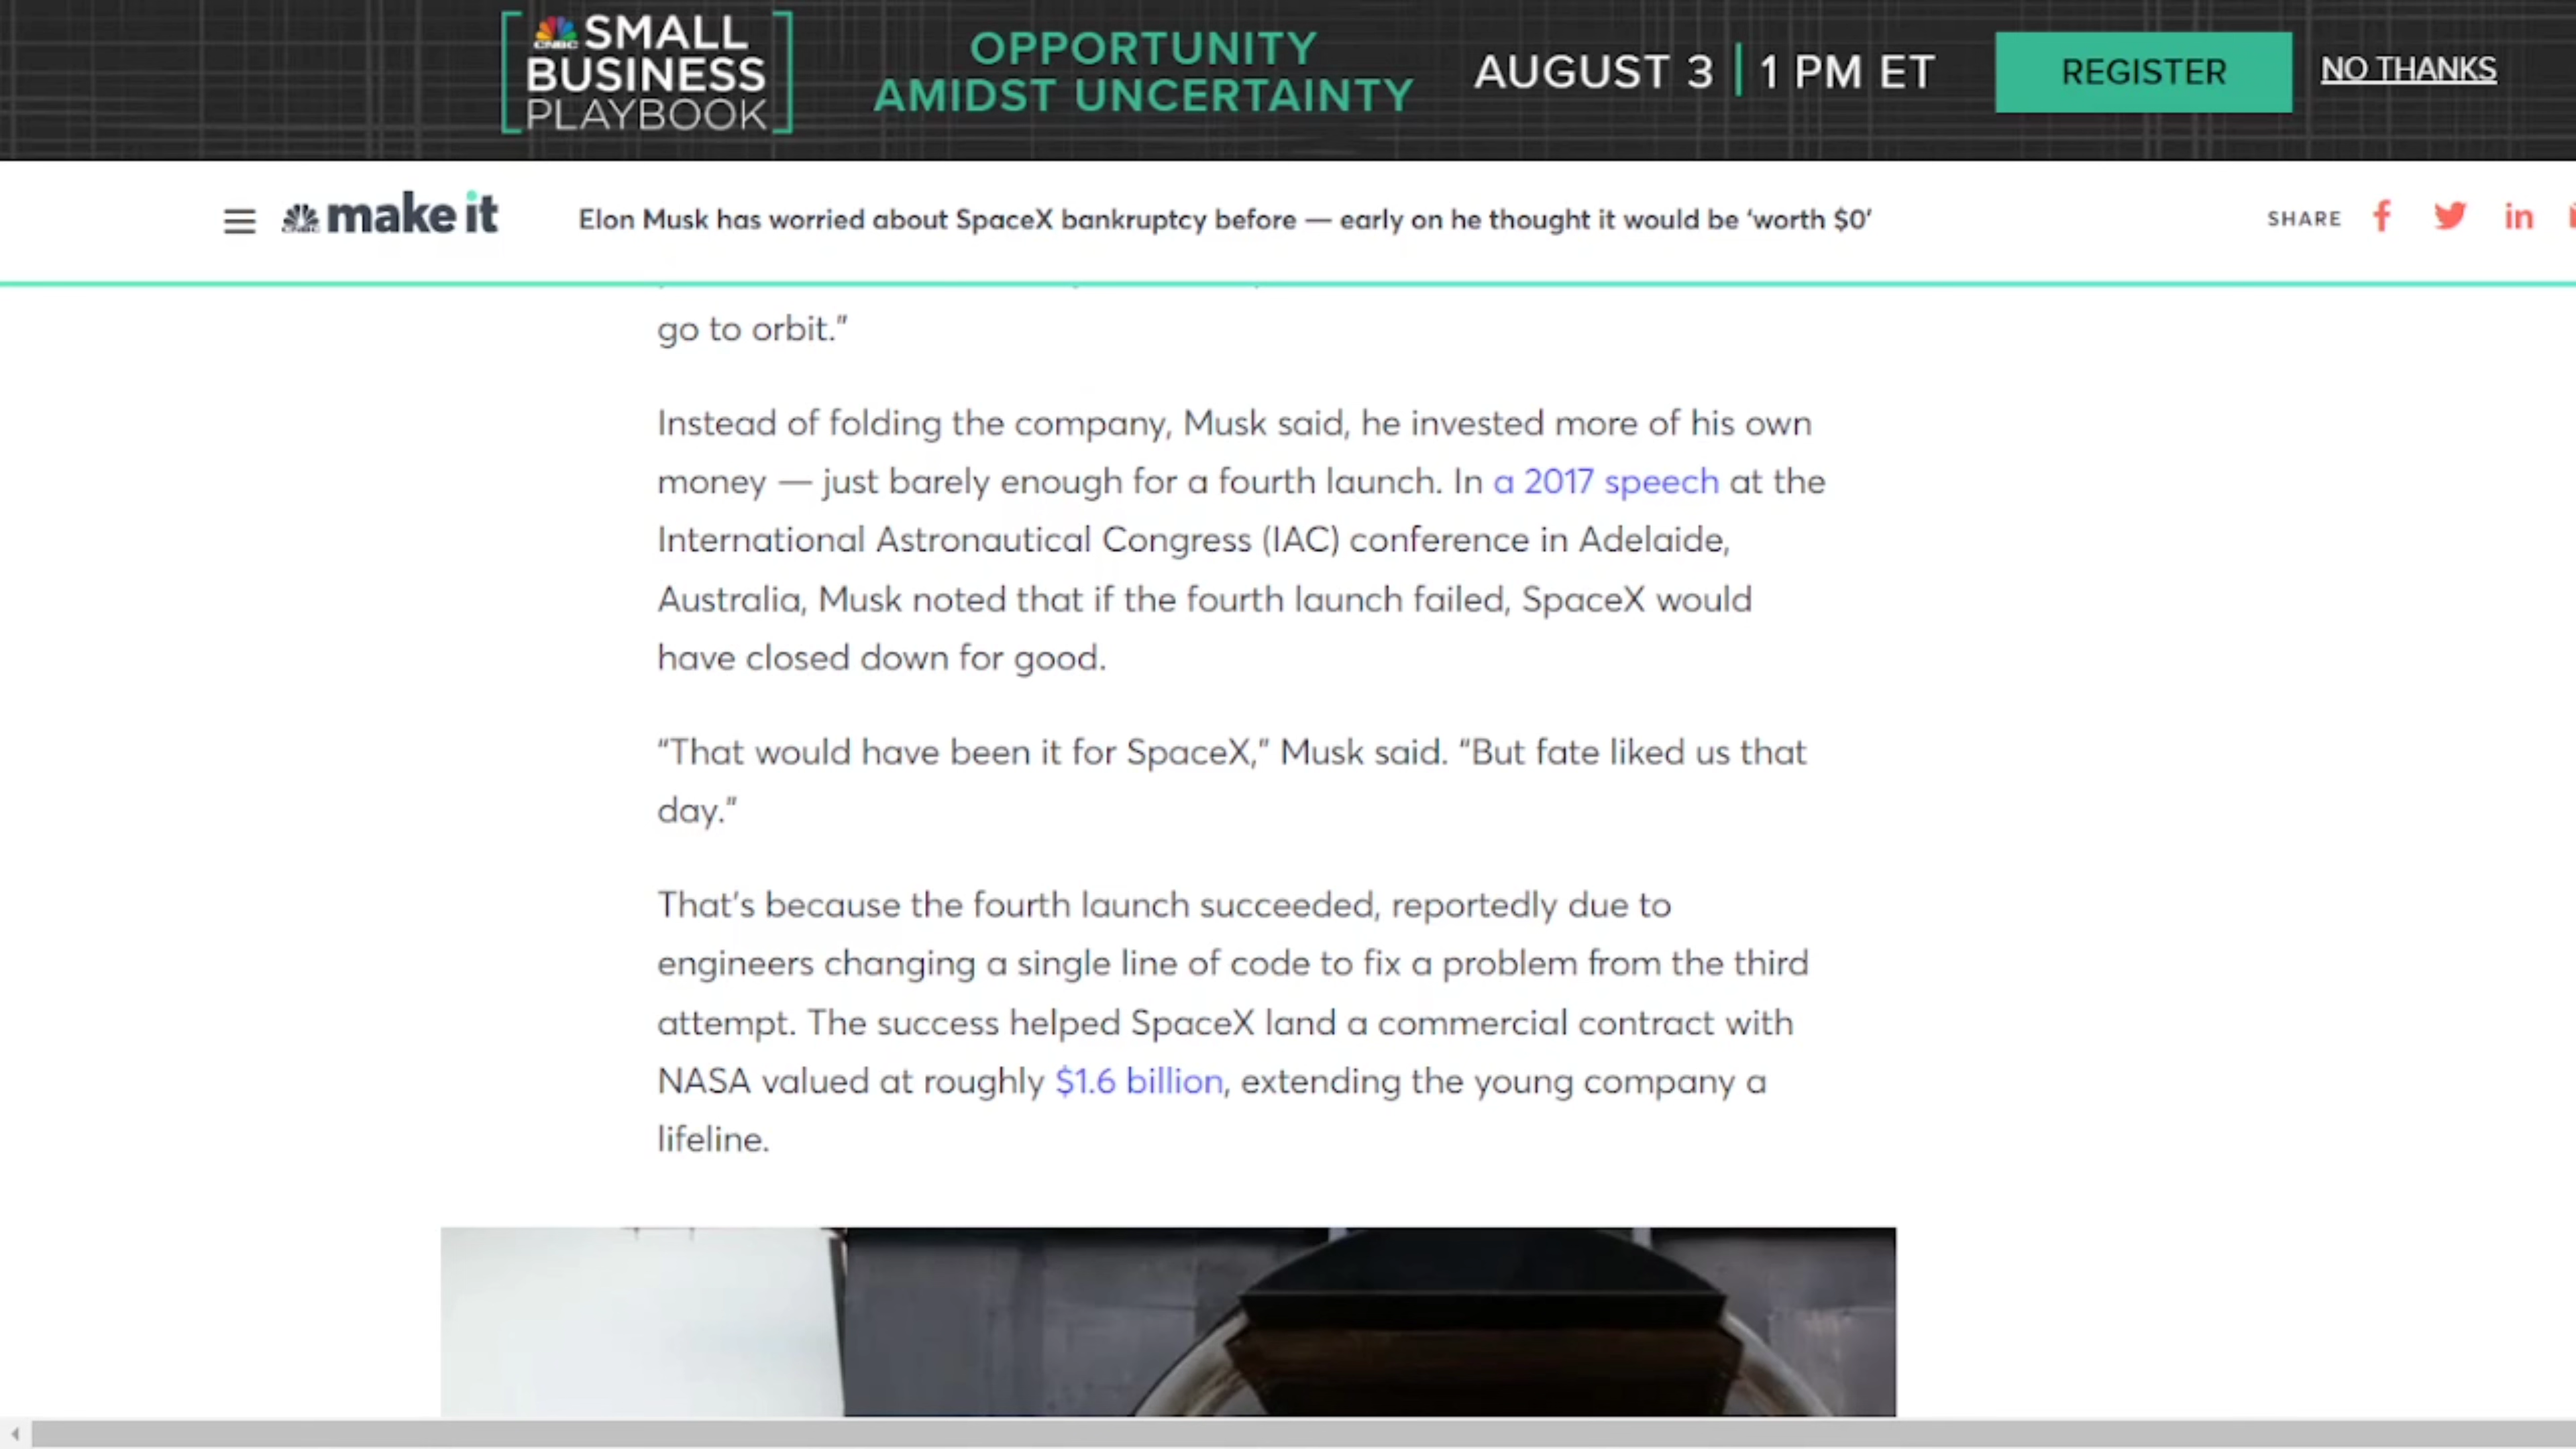 CNBC SMALL
BUSINESS
PLAYBOOK
OPPORTUNITY
AMIDST UNCERTAINTY
AUGUST 3 | 1 PM ET
REGISTER
NO THANKS
make it
Elon Musk has worried about SpaceX bankruptcy before — early on he thought it would be ‘worth $0’
SHARE
go to orbit.”
Instead of folding the company, Musk said, he invested more of his own
money — just barely enough for a fourth launch. In a 2017 speech at the
International Astronautical Congress (IAC) conference in Adelaide,
Australia, Musk noted that if the fourth launch failed, SpaceX would
have closed down for good.
“That would have been it for SpaceX,” Musk said. “But fate liked us that
day.”
That’s because the fourth launch succeeded, reportedly due to
engineers changing a single line of code to fix a problem from the third
attempt. The success helped SpaceX land a commercial contract with
NASA valued at roughly $1.6 billion, extending the young company a
lifeline.